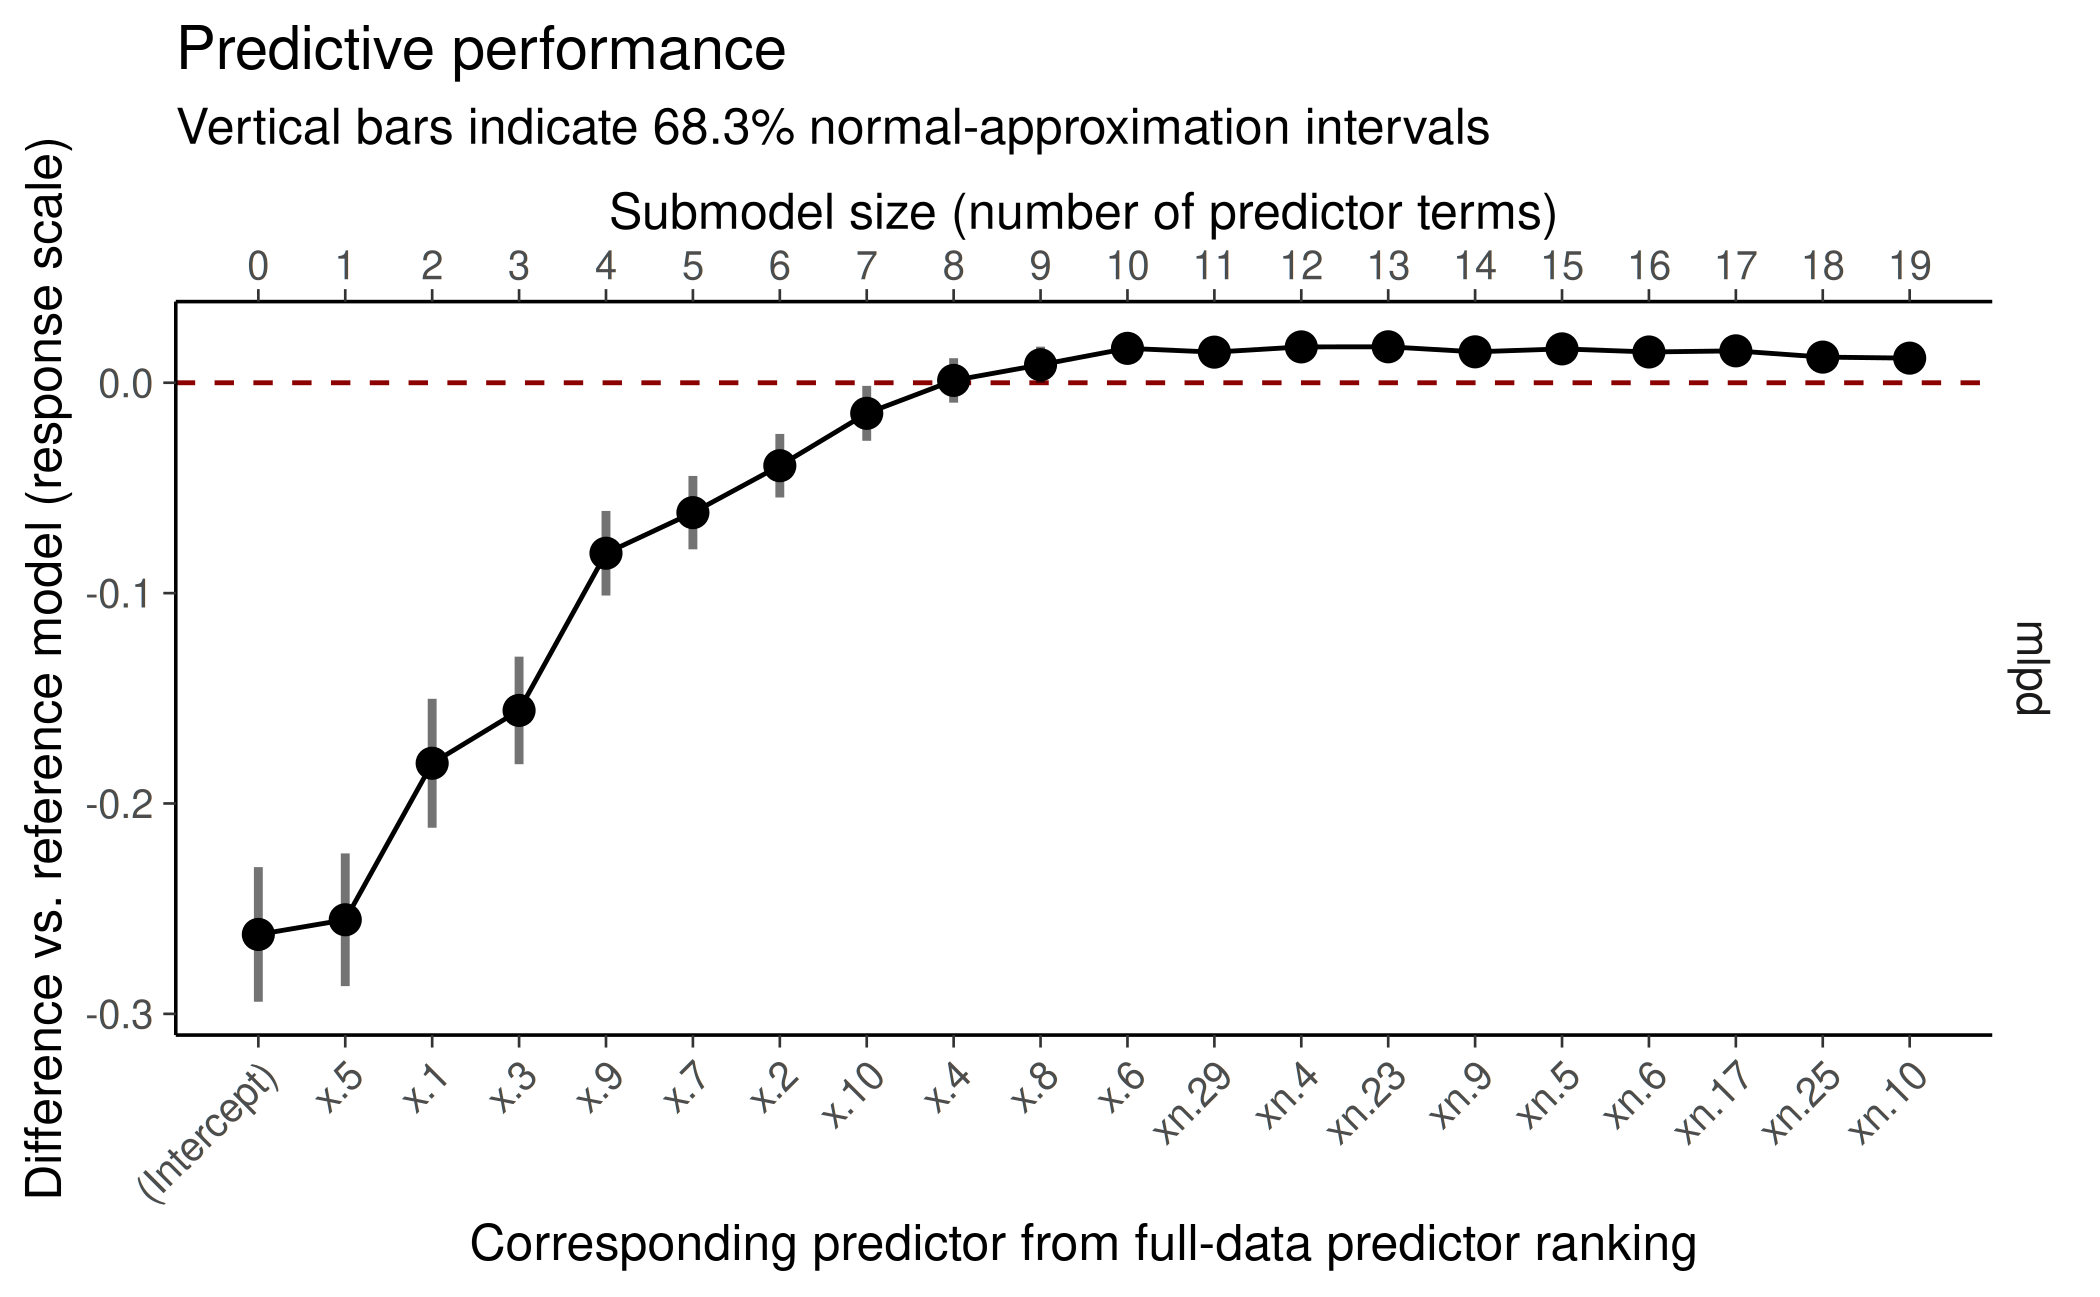 Predictive performance
Vertical bars indicate 68.3% normal-approximation intervals
Submodel size (number of predictor terms)
0 1 2 3 4 5 6 7 8 9 10 11 12 13 14 15 16 17 18 19
Difference vs. reference model (response scale)
0.0
-0.1
-0.2
-0.3
mlpd
(Intercept) x.5 x.1 x.3 x.9 x.7 x.2 x.10 x.4 x.8 x.6 xn.29 xn.4 xn.23 xn.9 xn.5 xn.6 xn.17 xn.25 xn.10
Corresponding predictor from full-data predictor ranking